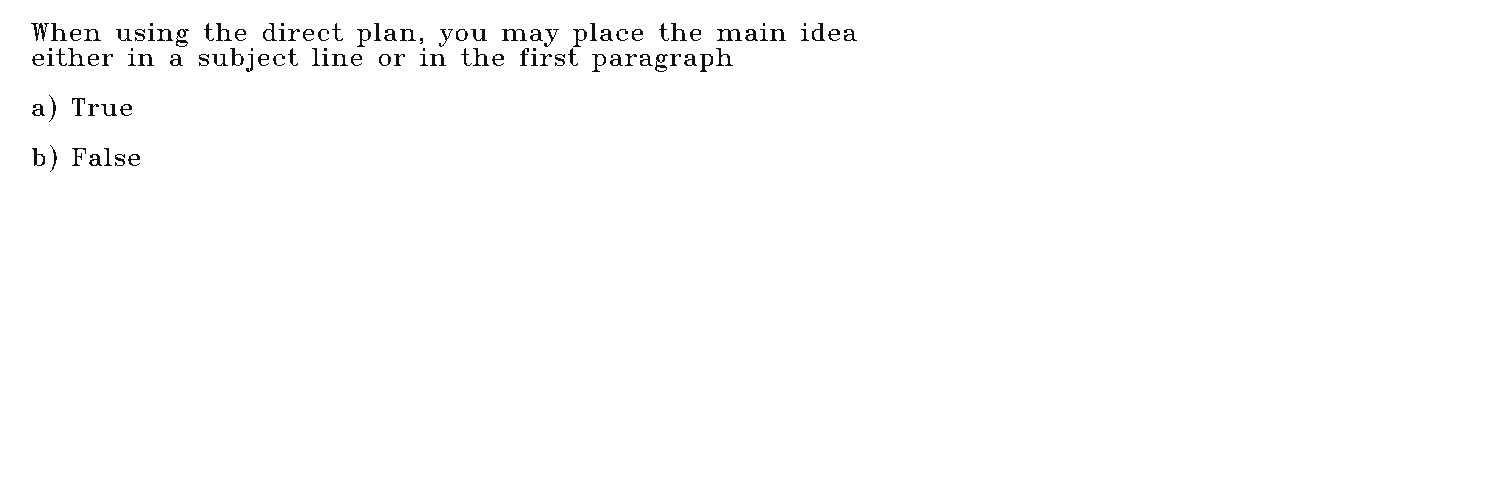 When using the direct plan, you may place the main idea
either in a subject line or in the first paragraph
a) True
b) False